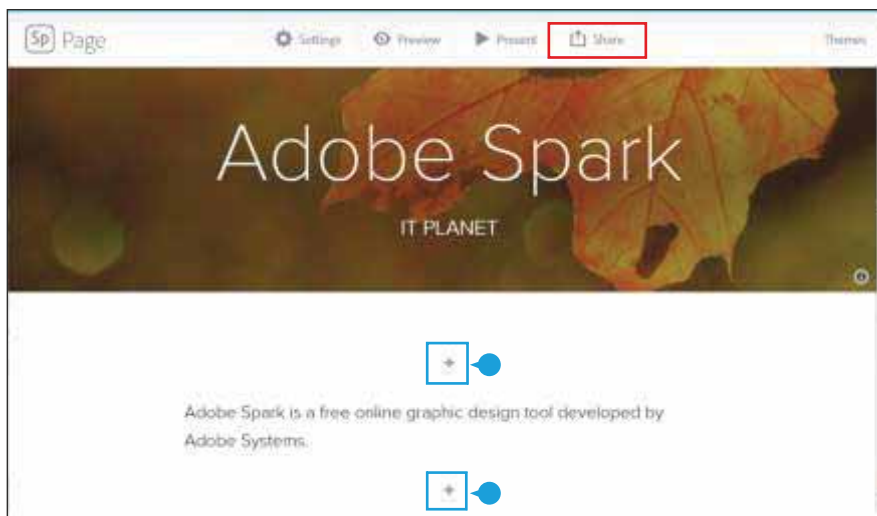 Sp Page Settings Preview Present Share Themes
Adobe Spark
IT PLANET
+
Adobe Spark is a free online graphic design tool developed by
Adobe Systems.
+